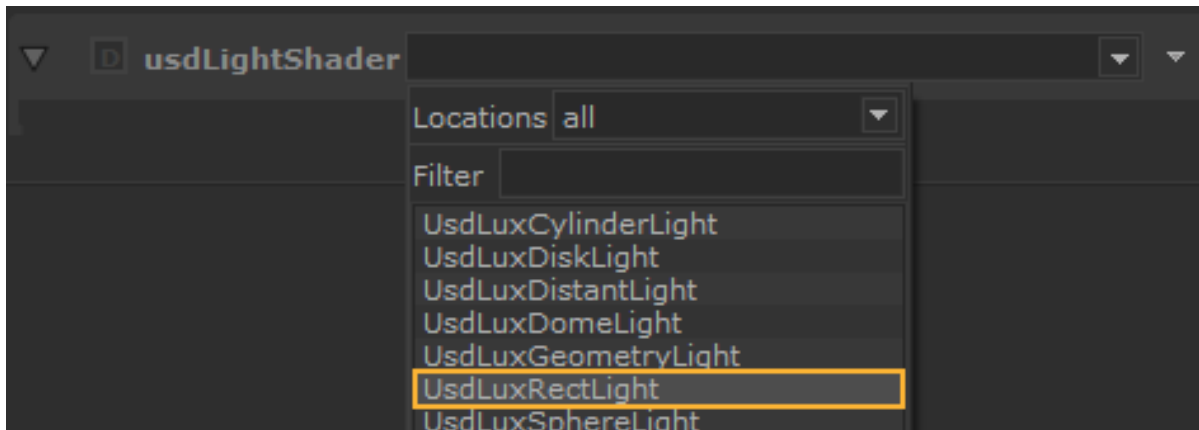 D usdLightShader
Locations all
Filter
UsdLuxCylinderLight
UsdLuxDiskLight
UsdLuxDistantLight
UsdLuxDomeLight
UsdLuxGeometryLight
UsdLuxRectLight
UsdLuxSphereLight